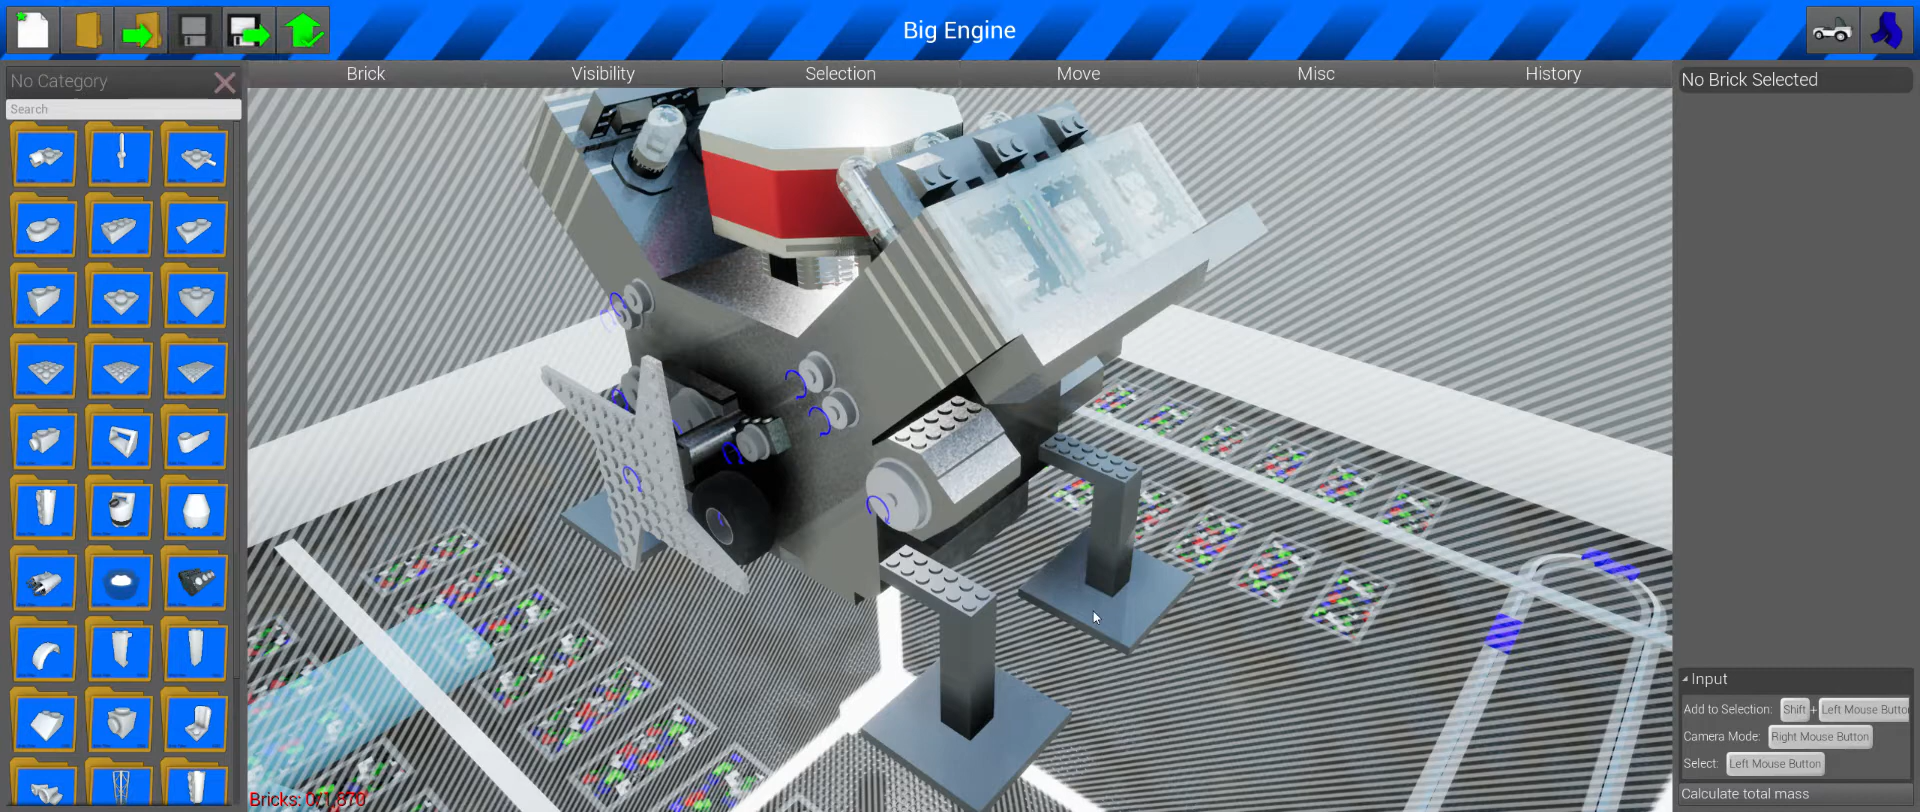 Big Engine
No Category
Search
Brick
Visibility
Selection
Move
Misc
History
No Brick Selected
Input
Add to Selection: Shift + Left Mouse Butto
Camera Mode: Right Mouse Button
Select: Left Mouse Button
Calculate total mass
Bricks: 0/1,870